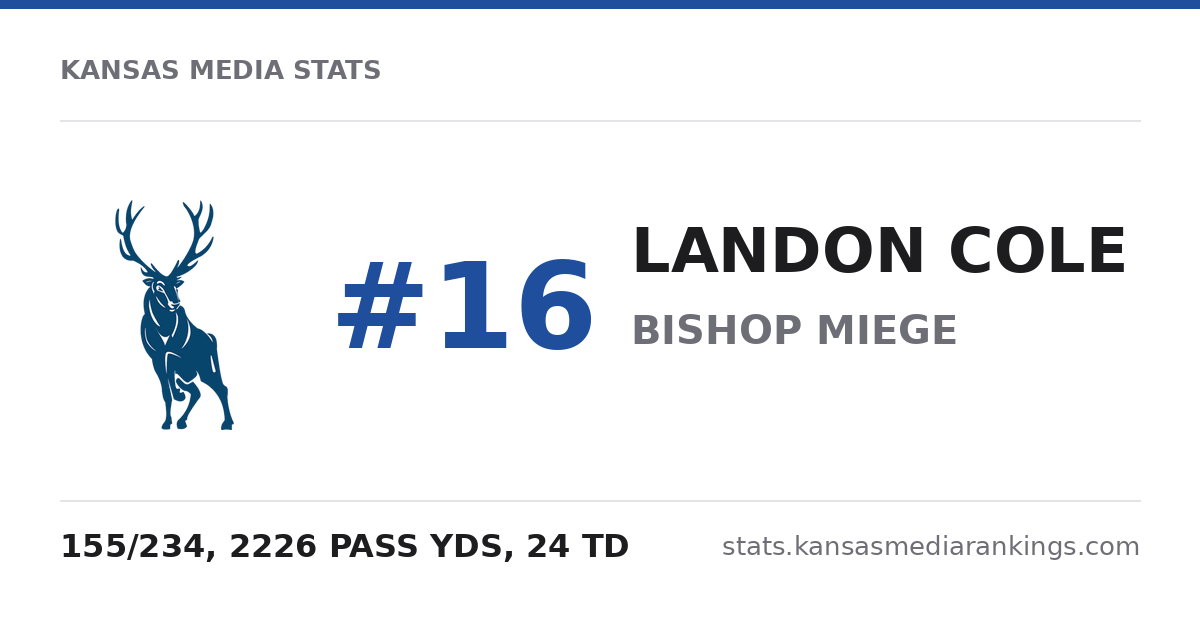 KANSAS MEDIA STATS
#16
LANDON COLE
BISHOP MIEGE
155/234, 2226 PASS YDS, 24 TD
stats.kansasmediarankings.com